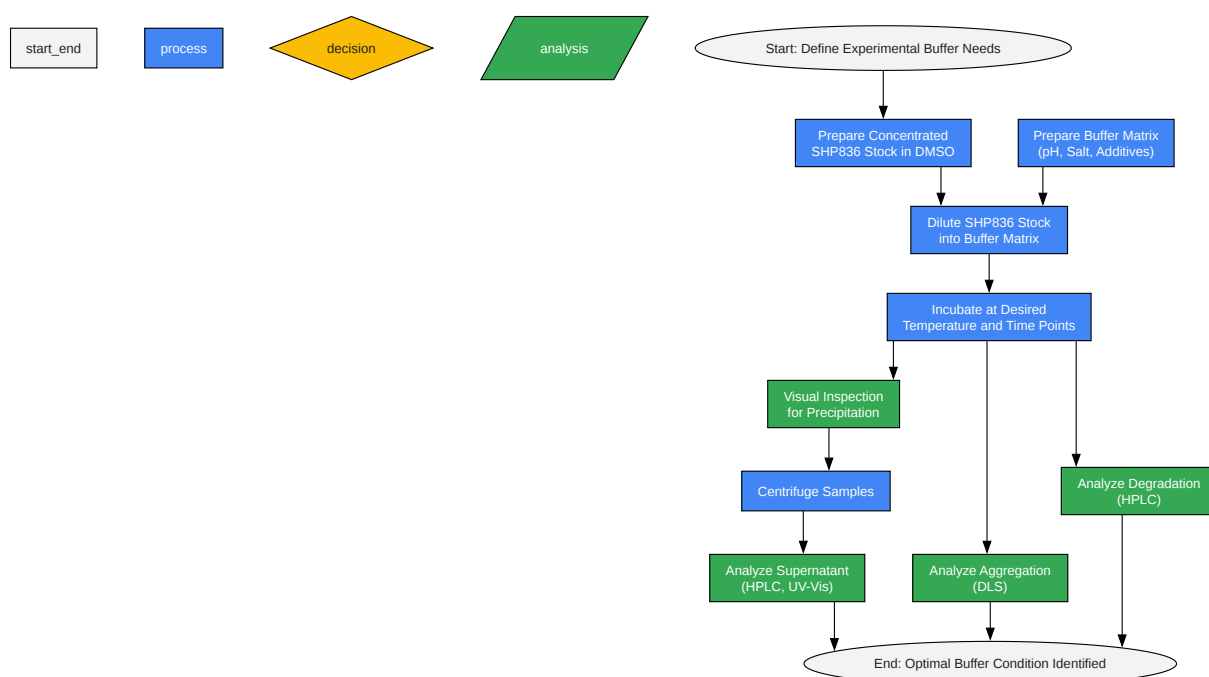 start_end
process
decision
analysis
Start: Define Experimental Buffer Needs
Prepare Concentrated
SHP836 Stock in DMSO
Prepare Buffer Matrix
(pH, Salt, Additives)
Dilute SHP836 Stock
into Buffer Matrix
Incubate at Desired
Temperature and Time Points
Visual Inspection
for Precipitation
Centrifuge Samples
Analyze Degradation
(HPLC)
Analyze Supernatant
(HPLC, UV-Vis)
Analyze Aggregation
(DLS)
End: Optimal Buffer Condition Identified